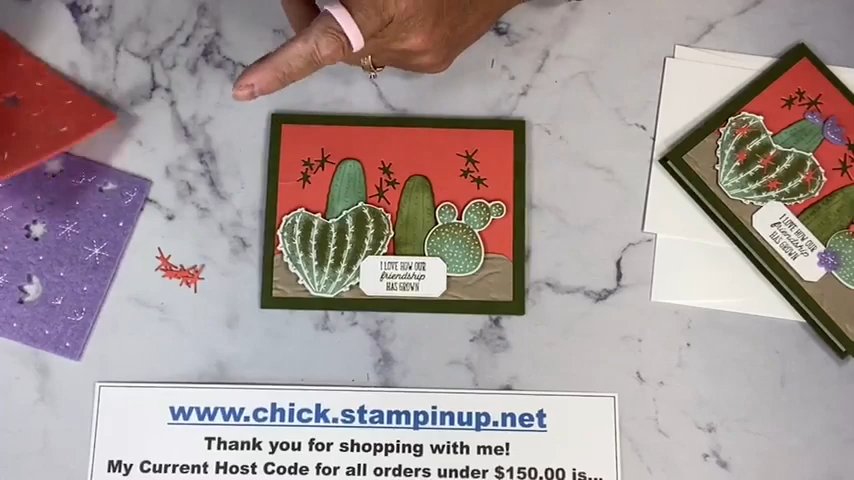 I LOVE HOW OUR
friendship
HAS GROWN
I LOVE HOW OUR
friendship
HAS GROWN
www.chick.stampinup.net
Thank you for shopping with me!
My Current Host Code for all orders under $150.00 is...